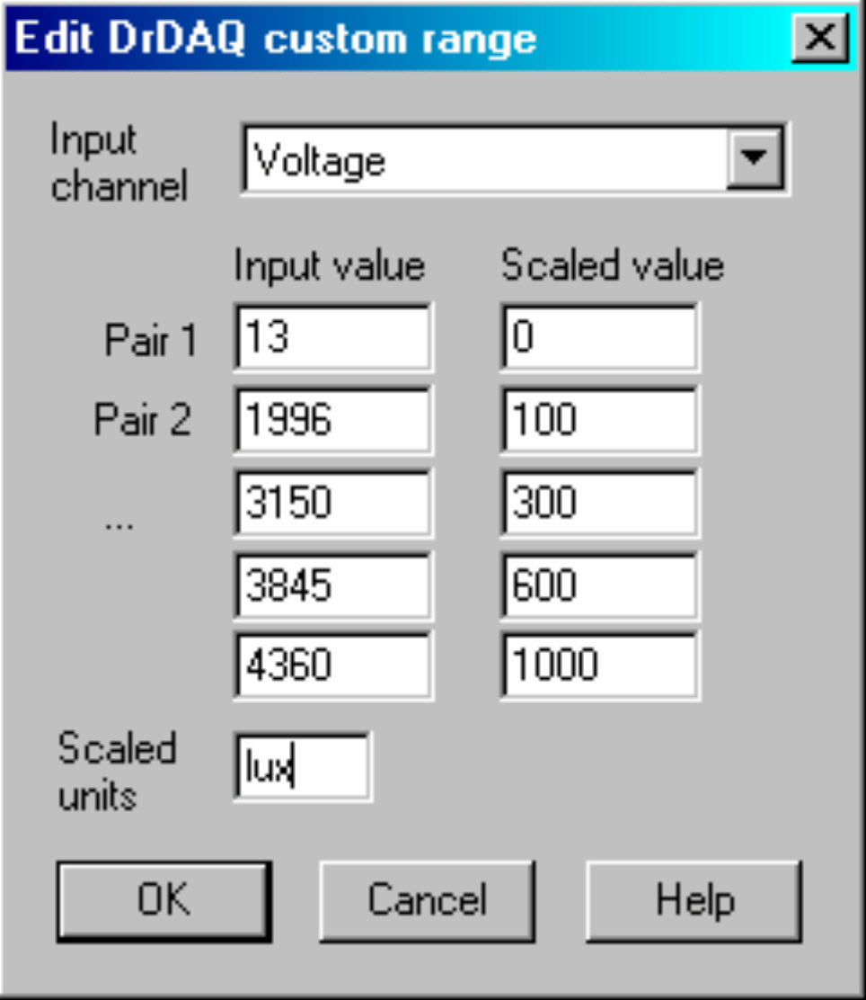 Edit DrDAQ custom range
Input
channel
Voltage
Input value Scaled value
Pair 1 13 0
Pair 2 1996 100
... 3150 300
3845 600
4360 1000
Scaled
units
lux
OK Cancel Help